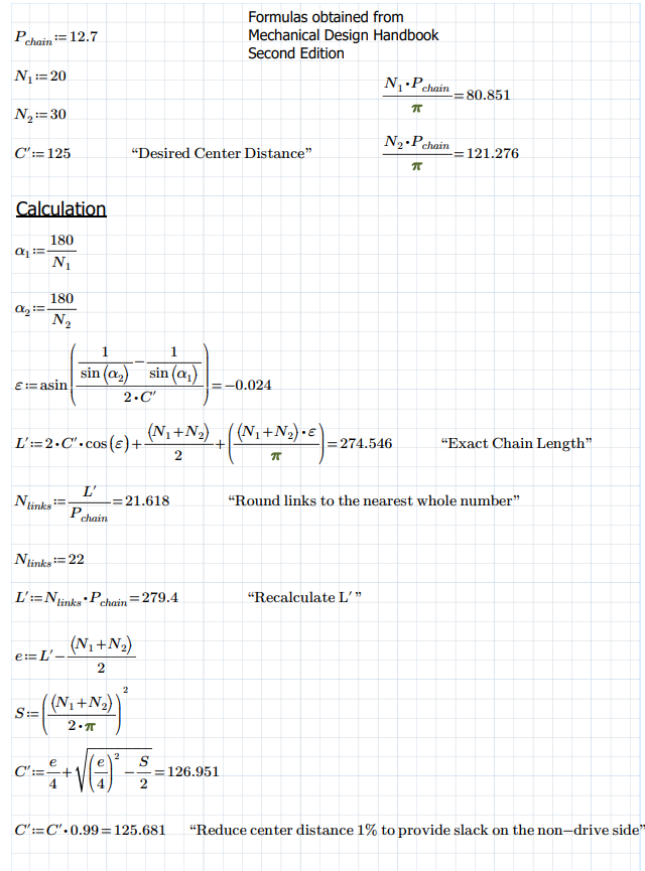 Formulas obtained from
Mechanical Design Handbook
Second Edition
P_chain := 12.7
N₁ := 20
(N₁ · P_chain) / π = 80.851
N₂ := 30
C′ := 125 “Desired Center Distance” (N₂ · P_chain) / π = 121.276
Calculation
α₁ := 180 / N₁
α₂ := 180 / N₂
ε := asin((1 / sin(α₂) − 1 / sin(α₁)) / (2 · C′)) = −0.024
L′ := 2 · C′ · cos(ε) + (N₁ + N₂) / 2 + (((N₁ + N₂) · ε) / π) = 274.546 “Exact Chain Length”
N_links := L′ / P_chain = 21.618 “Round links to the nearest whole number”
N_links := 22
L′ := N_links · P_chain = 279.4 “Recalculate L′ ”
e := L′ − (N₁ + N₂) / 2
S := ((N₁ + N₂) / (2 · π))²
C′ := e / 4 + √((e / 4)² − S / 2) = 126.951
C′ := C′ · 0.99 = 125.681 “Reduce center distance 1% to provide slack on the non−drive side”